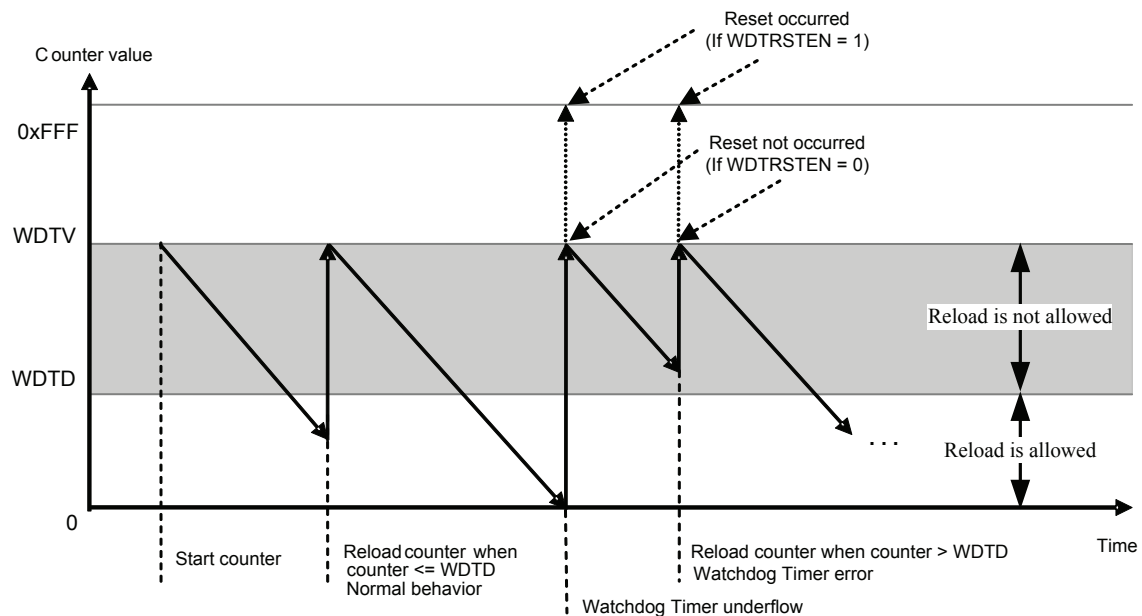 Reset occurred
(If WDTRSTEN = 1)
Counter value
0xFFF
Reset not occurred
(If WDTRSTEN = 0)
WDTV
Reload is not allowed
WDTD
. . .
Reload is allowed
0
Time
Start counter
Reload counter when
counter <= WDTD
Normal behavior
Reload counter when counter > WDTD
Watchdog Timer error
Watchdog Timer underflow